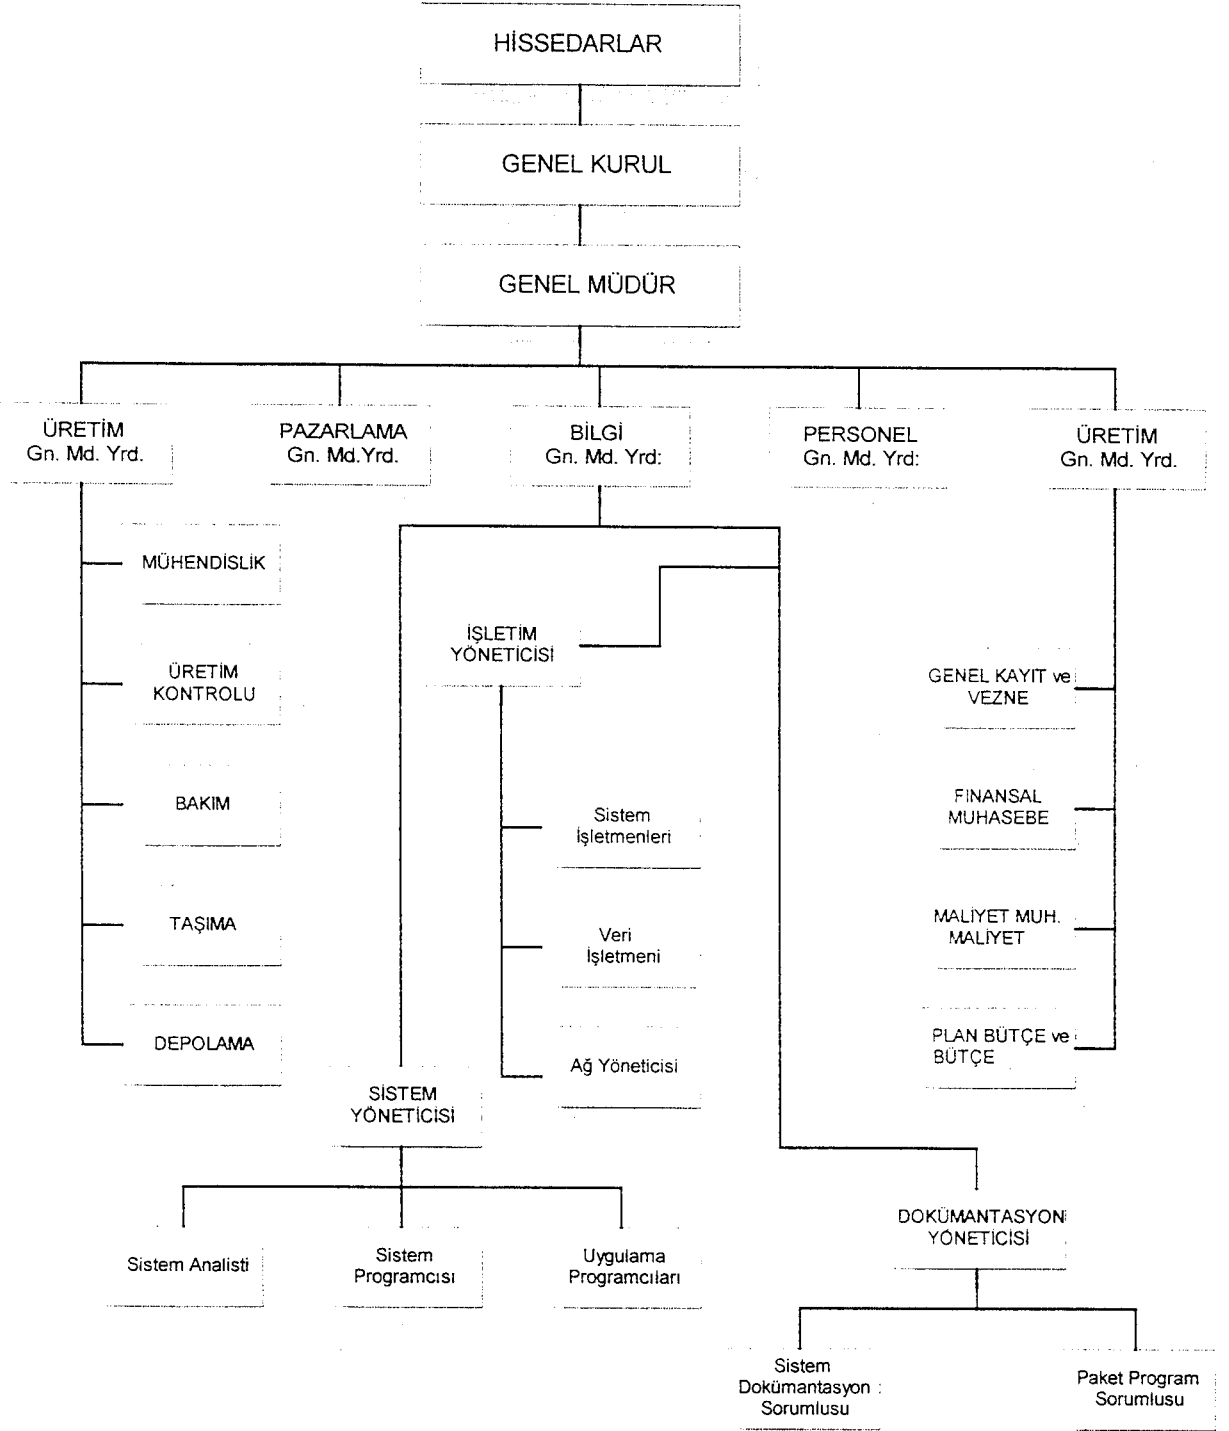 HİSSEDARLAR
GENEL KURUL
GENEL MÜDÜR
ÜRETİM
Gn. Md. Yrd.
PAZARLAMA
Gn. Md.Yrd.
BİLGİ
Gn. Md. Yrd:
PERSONEL
Gn. Md. Yrd:
ÜRETİM
Gn. Md. Yrd.
MÜHENDİSLİK
ÜRETİM
KONTROLU
BAKIM
TAŞIMA
DEPOLAMA
İŞLETİM
YÖNETİCİSİ
Sistem
İşletmenleri
Veri
İşletmeni
Ağ Yöneticisi
GENEL KAYIT ve
VEZNE
FINANSAL
MUHASEBE
MALİYET MUH.
MALİYET
PLAN BÜTÇE ve
BÜTÇE
SİSTEM
YÖNETİCİSİ
Sistem Analisti
Sistem
Programcısı
Uygulama
Programcıları
DOKÜMANTASYON
YÖNETİCİSİ
Sistem
Dokümantasyon
Sorumlusu
Paket Program
Sorumlusu